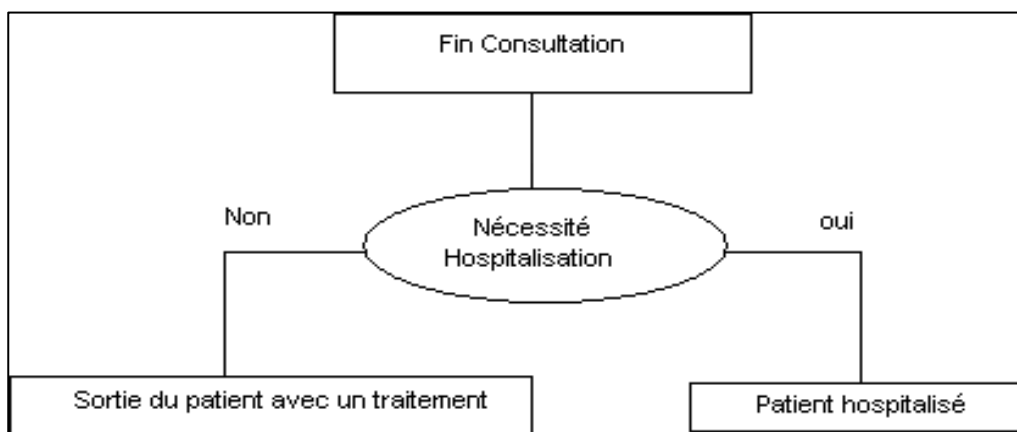 Fin Consultation
Non
Nécessité
Hospitalisation
oui
Sortie du patient avec un traitement
Patient hospitalisé